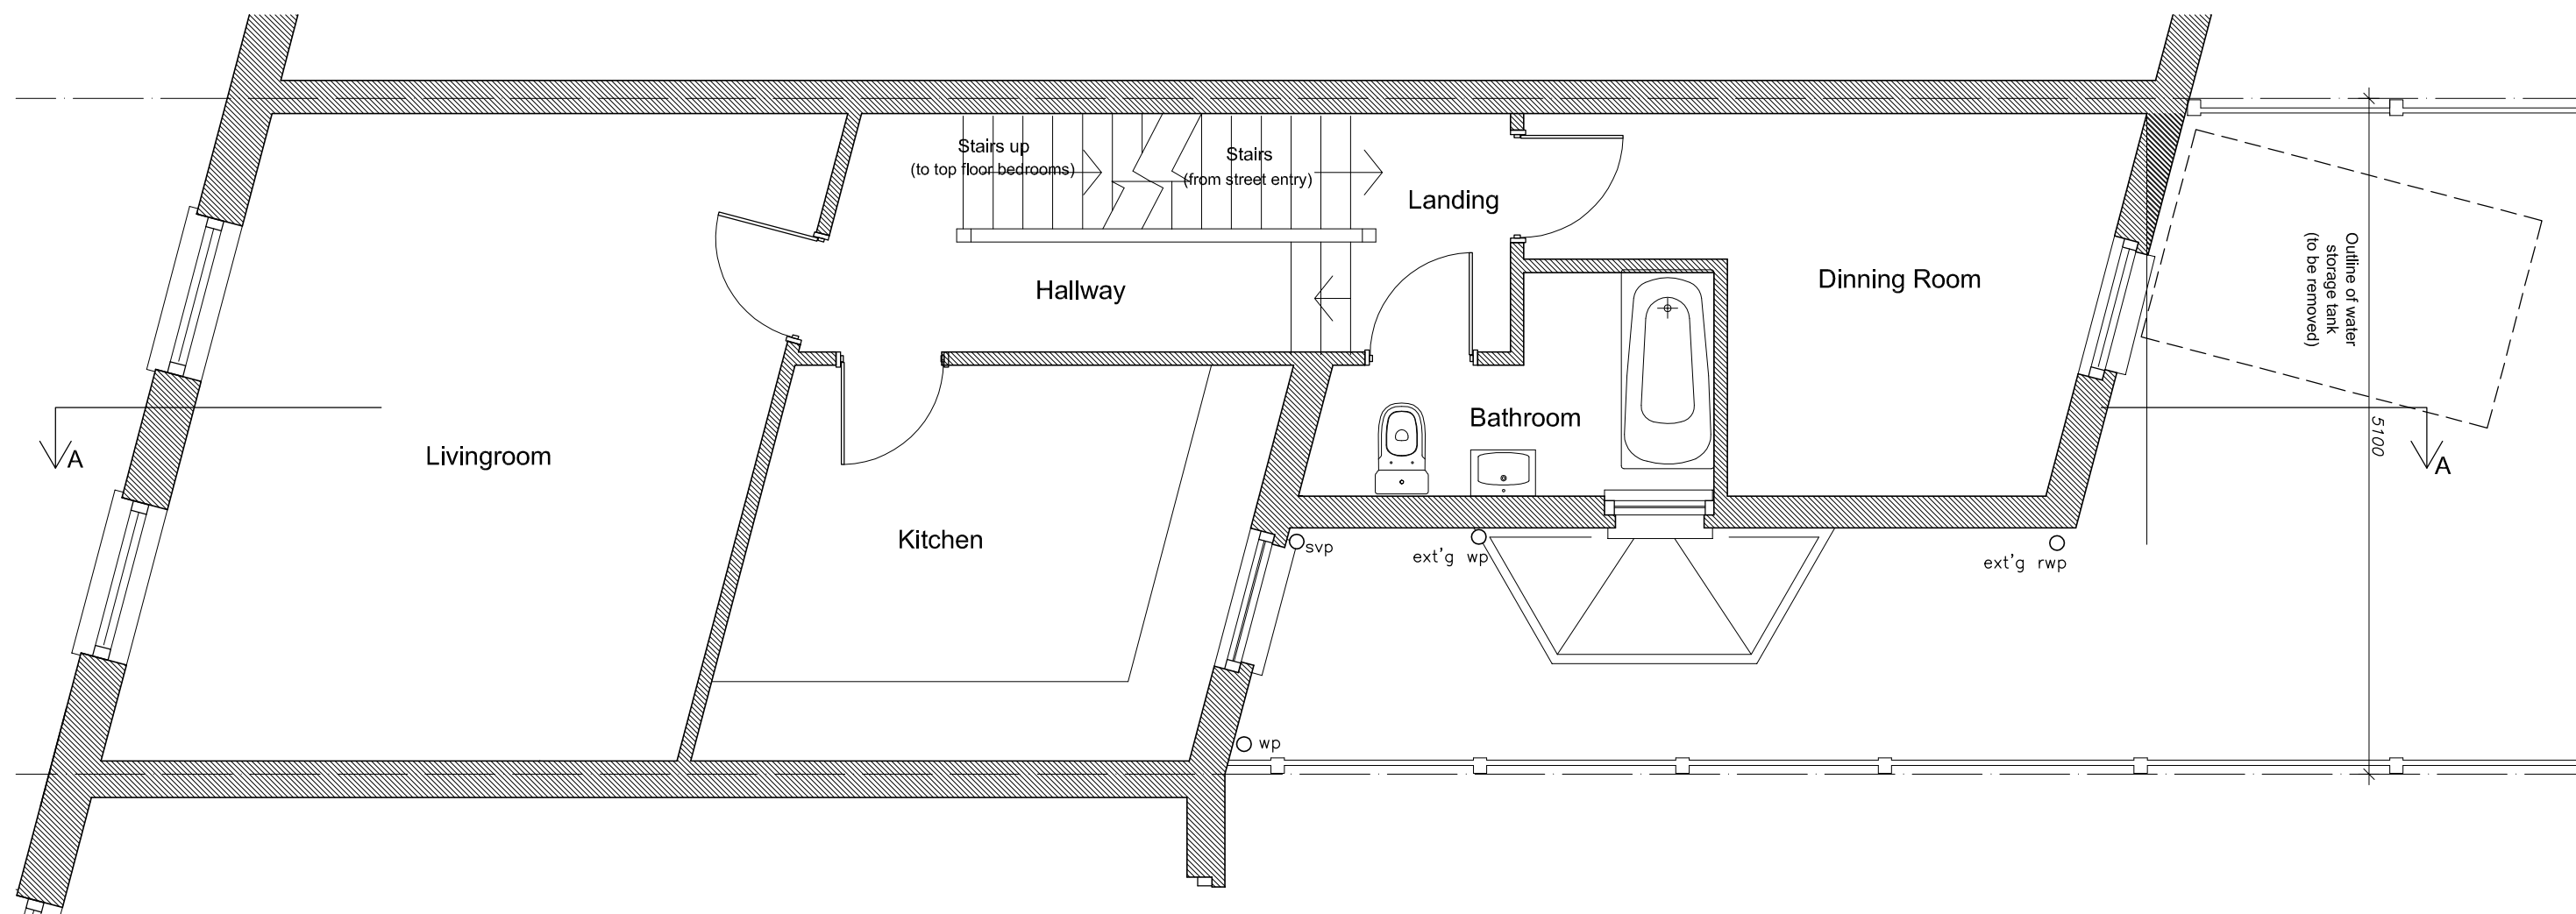 Stairs up
(to top floor bedrooms)
Stairs
(from street entry)
Landing
Hallway
Dinning Room
Outline of water
storage tank
(to be removed)
5100
A
A
Livingroom
Bathroom
Kitchen
svp
ext'g wp
ext'g rwp
wp